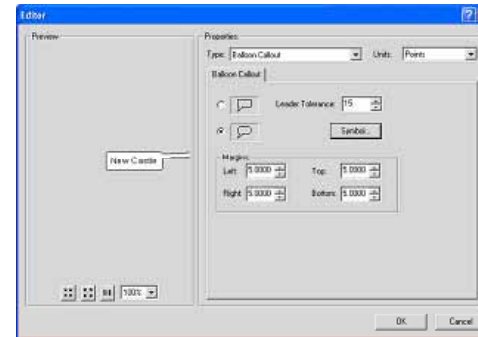 Editor
Preview
Properties
Type: Balloon Callout
Units: Points
Balloon Callout
Leader Tolerance: 15
Symbol...
New Castle
Margins
Left: 5.0000
Top: 5.0000
Right: 5.0000
Bottom: 5.0000
100%
OK
Cancel